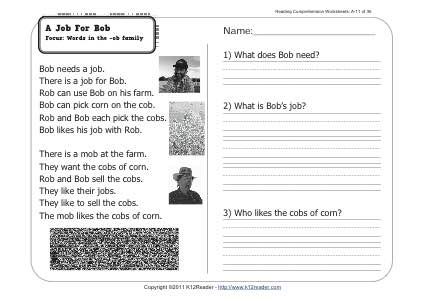 Reading Comprehension Worksheets: A-11 of 36
A Job For Bob
Focus: Words in the -ob family
Bob needs a job.
There is a job for Bob.
Rob can use Bob on his farm.
Bob can pick corn on the cob.
Rob and Bob each pick the cobs.
Bob likes his job with Rob.
There is a mob at the farm.
They want the cobs of corn.
Rob and Bob sell the cobs.
They like their jobs.
They like to sell the cobs.
The mob likes the cobs of corn.
Name:
1) What does Bob need?
2) What is Bob's job?
3) Who likes the cobs of corn?
Copyright ©2011 K12Reader - http://www.k12reader.com